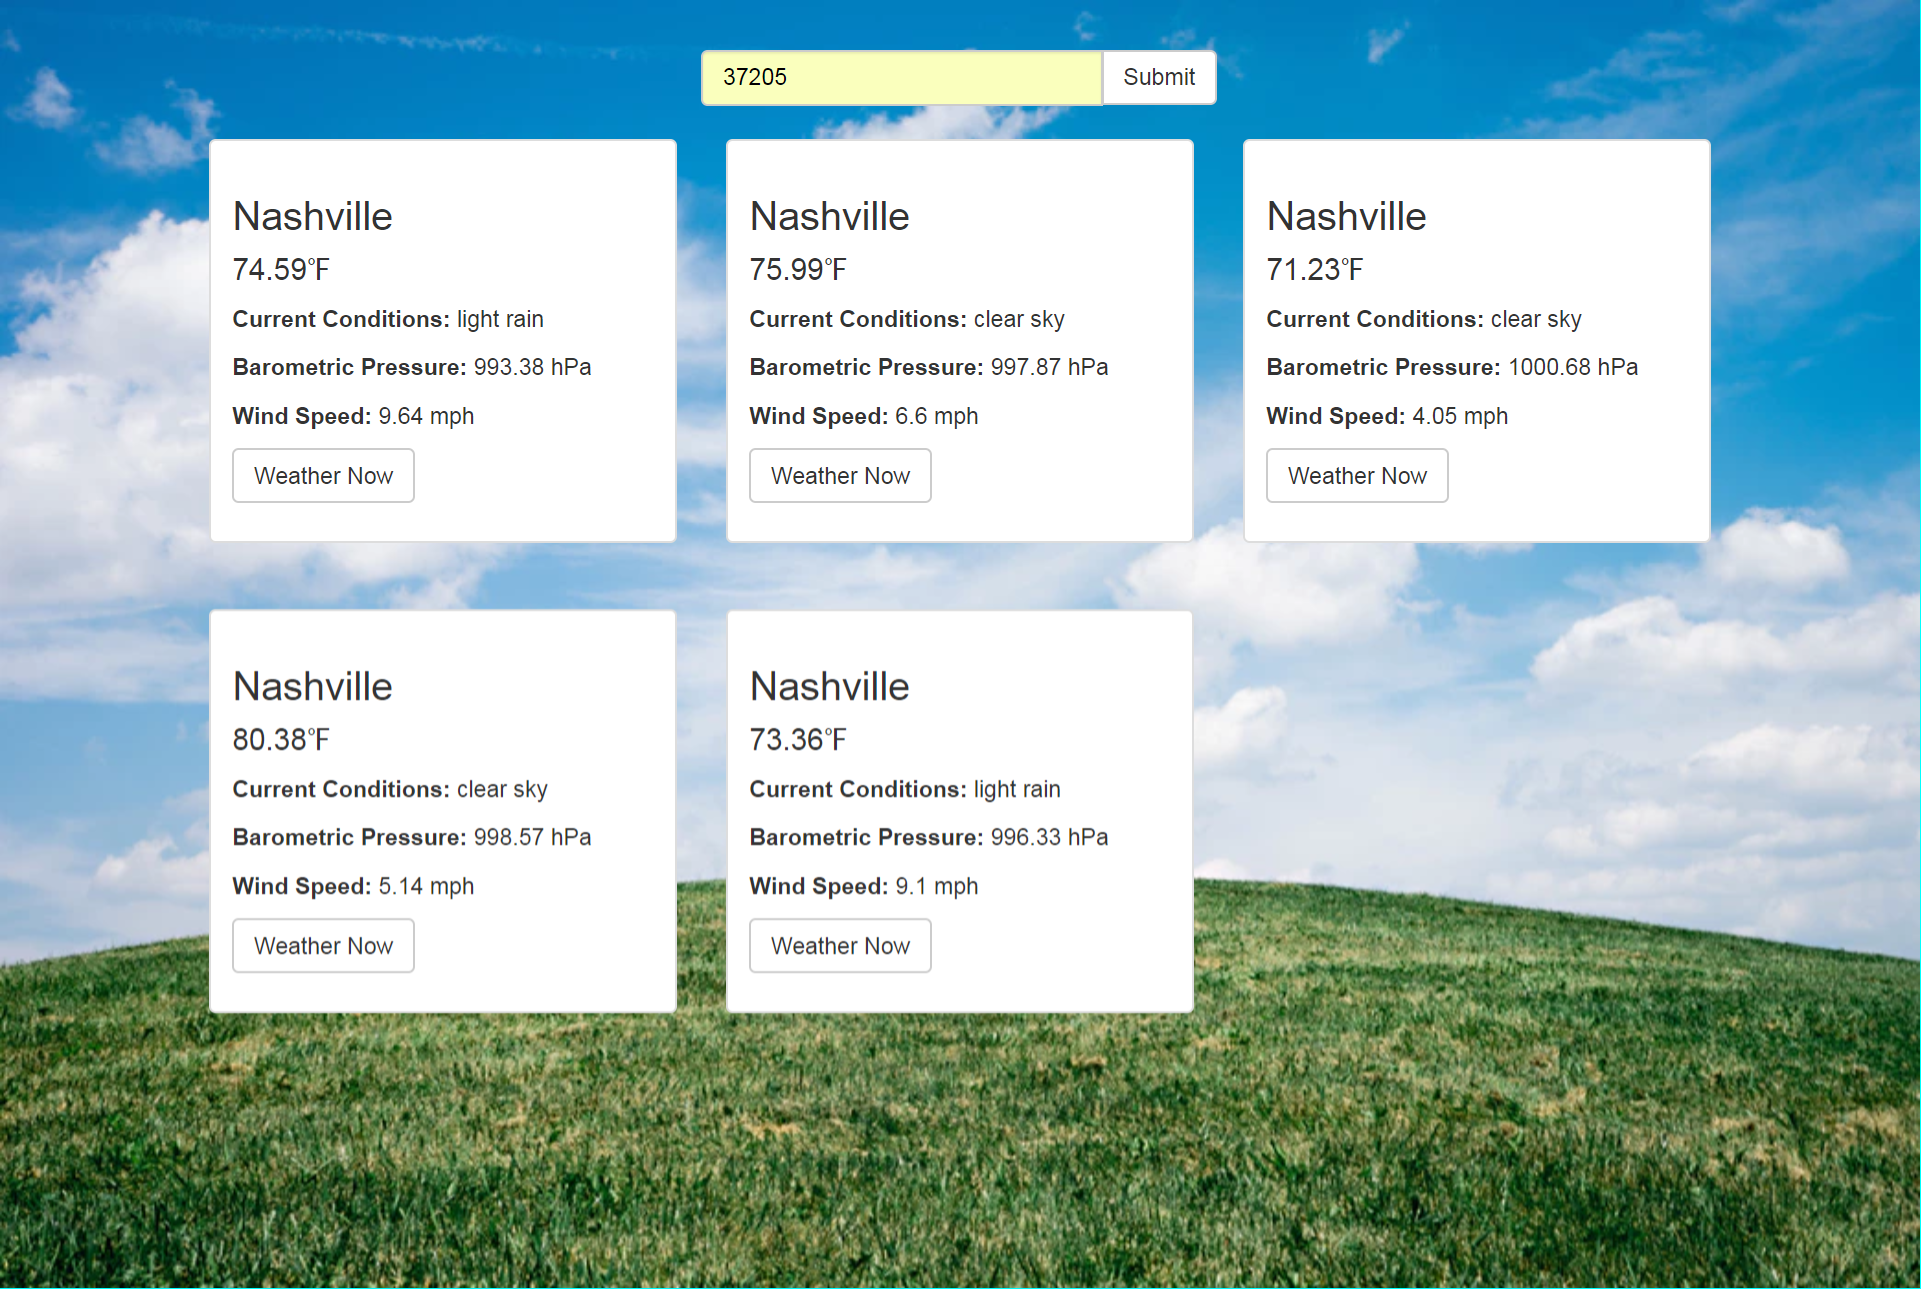 37205
Submit
Nashville
74.59°F
Current Conditions: light rain
Barometric Pressure: 993.38 hPa
Wind Speed: 9.64 mph
Weather Now
Nashville
75.99°F
Current Conditions: clear sky
Barometric Pressure: 997.87 hPa
Wind Speed: 6.6 mph
Weather Now
Nashville
71.23°F
Current Conditions: clear sky
Barometric Pressure: 1000.68 hPa
Wind Speed: 4.05 mph
Weather Now
Nashville
80.38°F
Current Conditions: clear sky
Barometric Pressure: 998.57 hPa
Wind Speed: 5.14 mph
Weather Now
Nashville
73.36°F
Current Conditions: light rain
Barometric Pressure: 996.33 hPa
Wind Speed: 9.1 mph
Weather Now